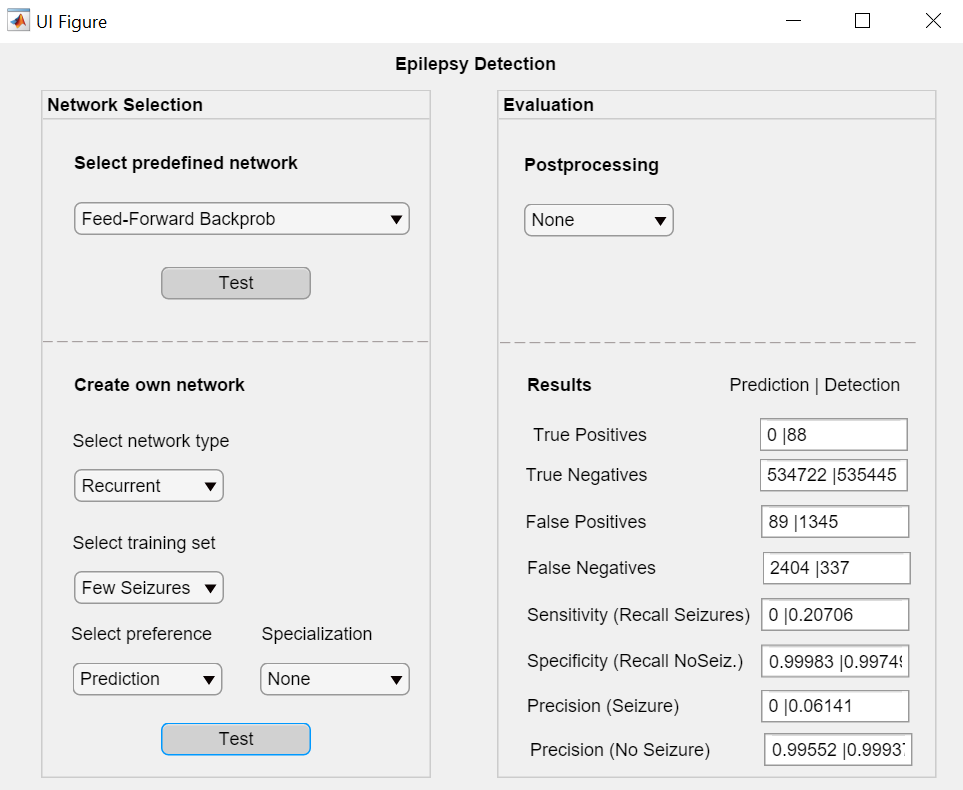 UI Figure
Epilepsy Detection
Network Selection
Select predefined network
Feed-Forward Backprob
Test
Create own network
Select network type
Recurrent
Select training set
Few Seizures
Select preference Specialization
Prediction None
Test
Evaluation
Postprocessing
None
Results Prediction | Detection
True Positives 0 |88
True Negatives 534722 |535445
False Positives 89 |1345
False Negatives 2404 |337
Sensitivity (Recall Seizures) 0 |0.20706
Specificity (Recall NoSeiz.) 0.99983 |0.9974
Precision (Seizure) 0 |0.06141
Precision (No Seizure) 0.99552 |0.9993